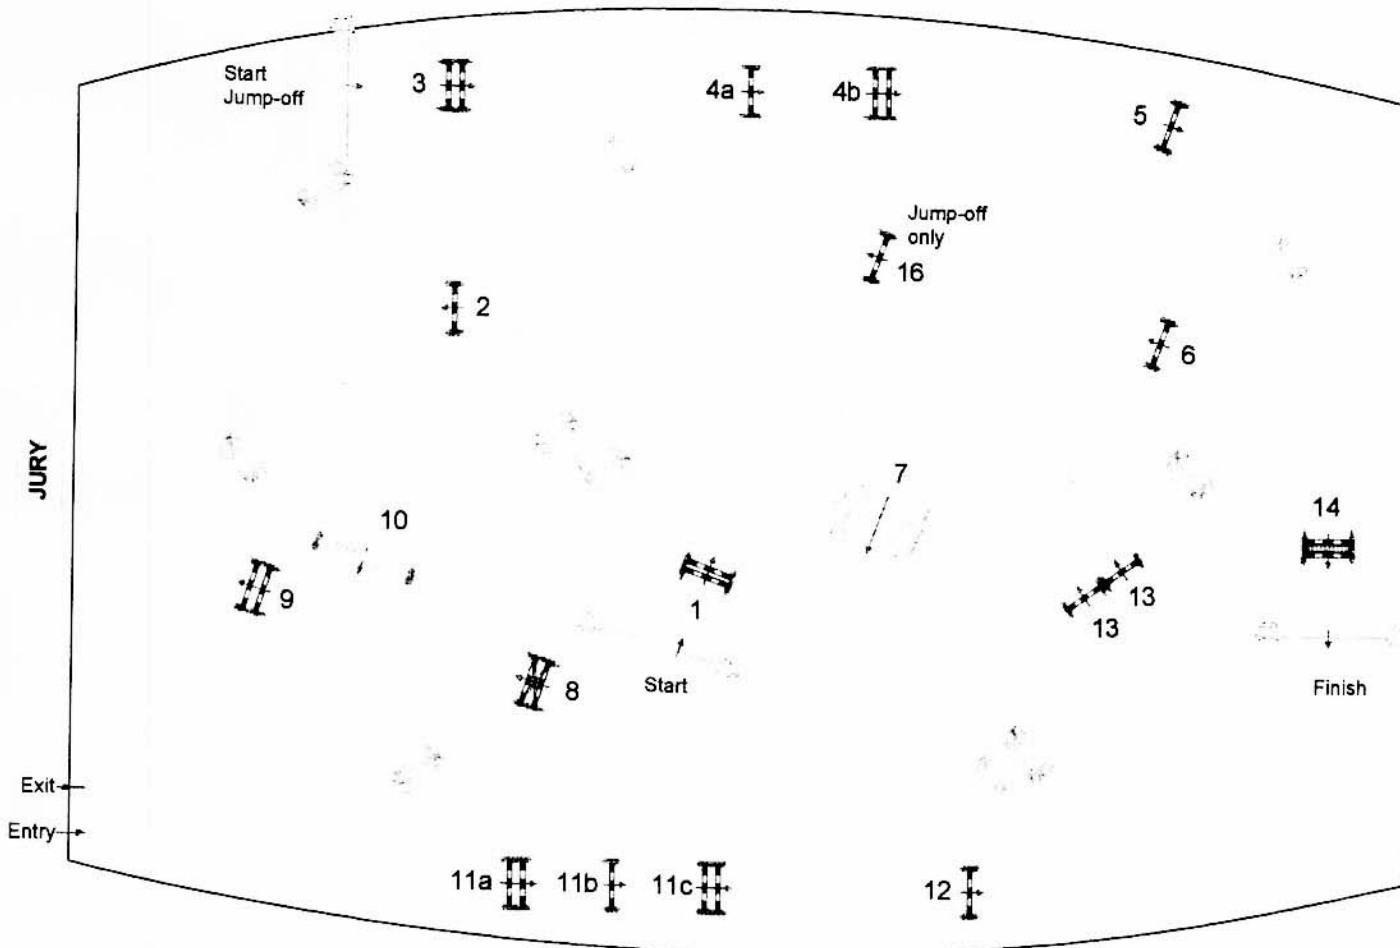 Start
Jump-off
3
4a
4b
5
Jump-off
only
16
2
6
JURY
7
10
14
9
1
13
13
8
Start
Finish
Exit
Entry
11a
11b
11c
12